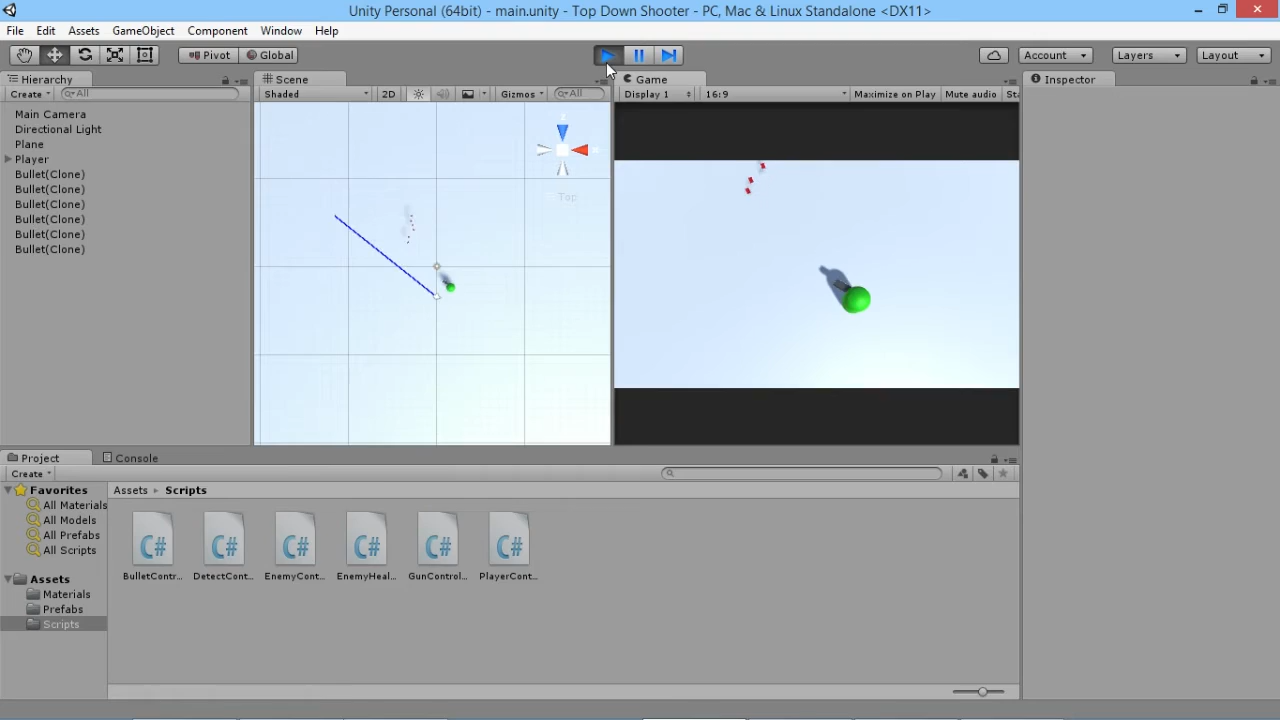 Unity Personal (64bit) - main.unity - Top Down Shooter - PC, Mac & Linux Standalone <DX11>
File Edit Assets GameObject Component Window Help
Pivot Global Account Layers Layout
Hierarchy
Create All
Main Camera
Directional Light
Plane
Player
Bullet(Clone)
Bullet(Clone)
Bullet(Clone)
Bullet(Clone)
Bullet(Clone)
Bullet(Clone)
Scene
Shaded 2D Gizmos All
z
x
Top
Game
Display 1 16:9 Maximize on Play Mute audio Sta
Inspector
Project Console
Create
Favorites
All Materials
All Models
All Prefabs
All Scripts
Assets
Materials
Prefabs
Scripts
Assets Scripts
C# C# C# C# C# C#
BulletContr... DetectCont... EnemyCont... EnemyHeal... GunControl... PlayerCont...